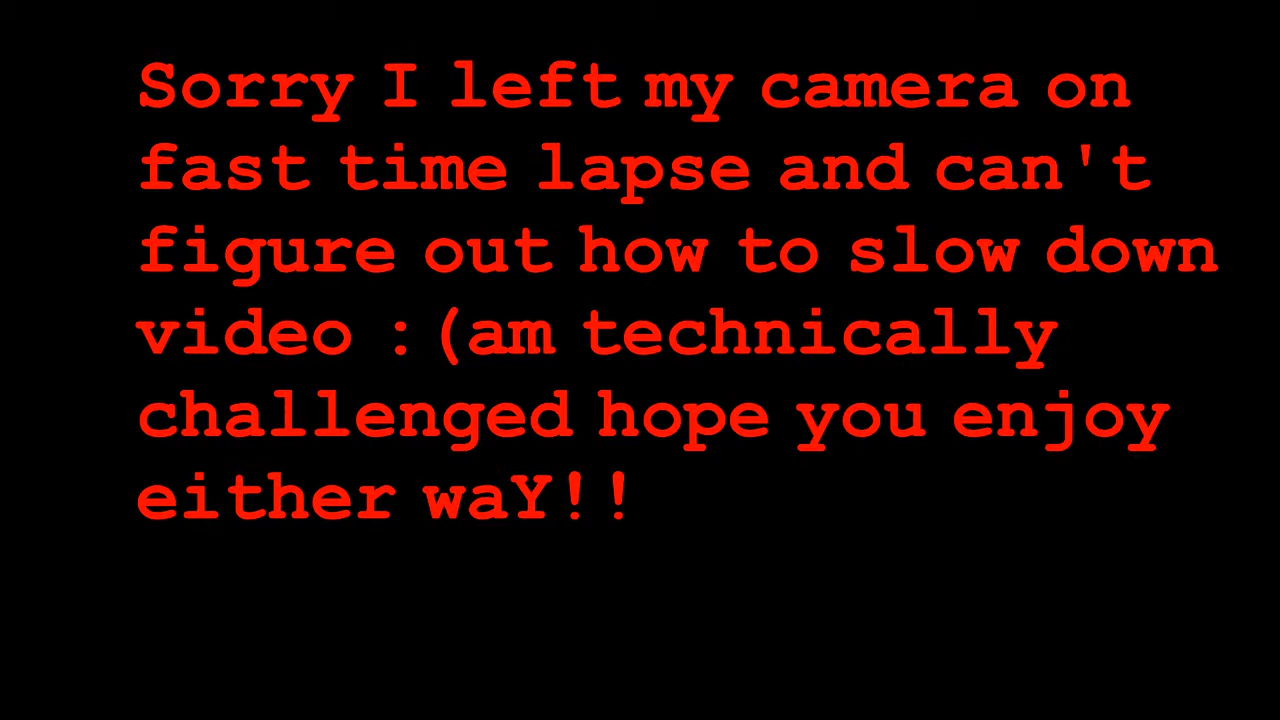 Sorry I left my camera on
fast time lapse and can't
figure out how to slow down
video :(am technically
challenged hope you enjoy
either waY!!